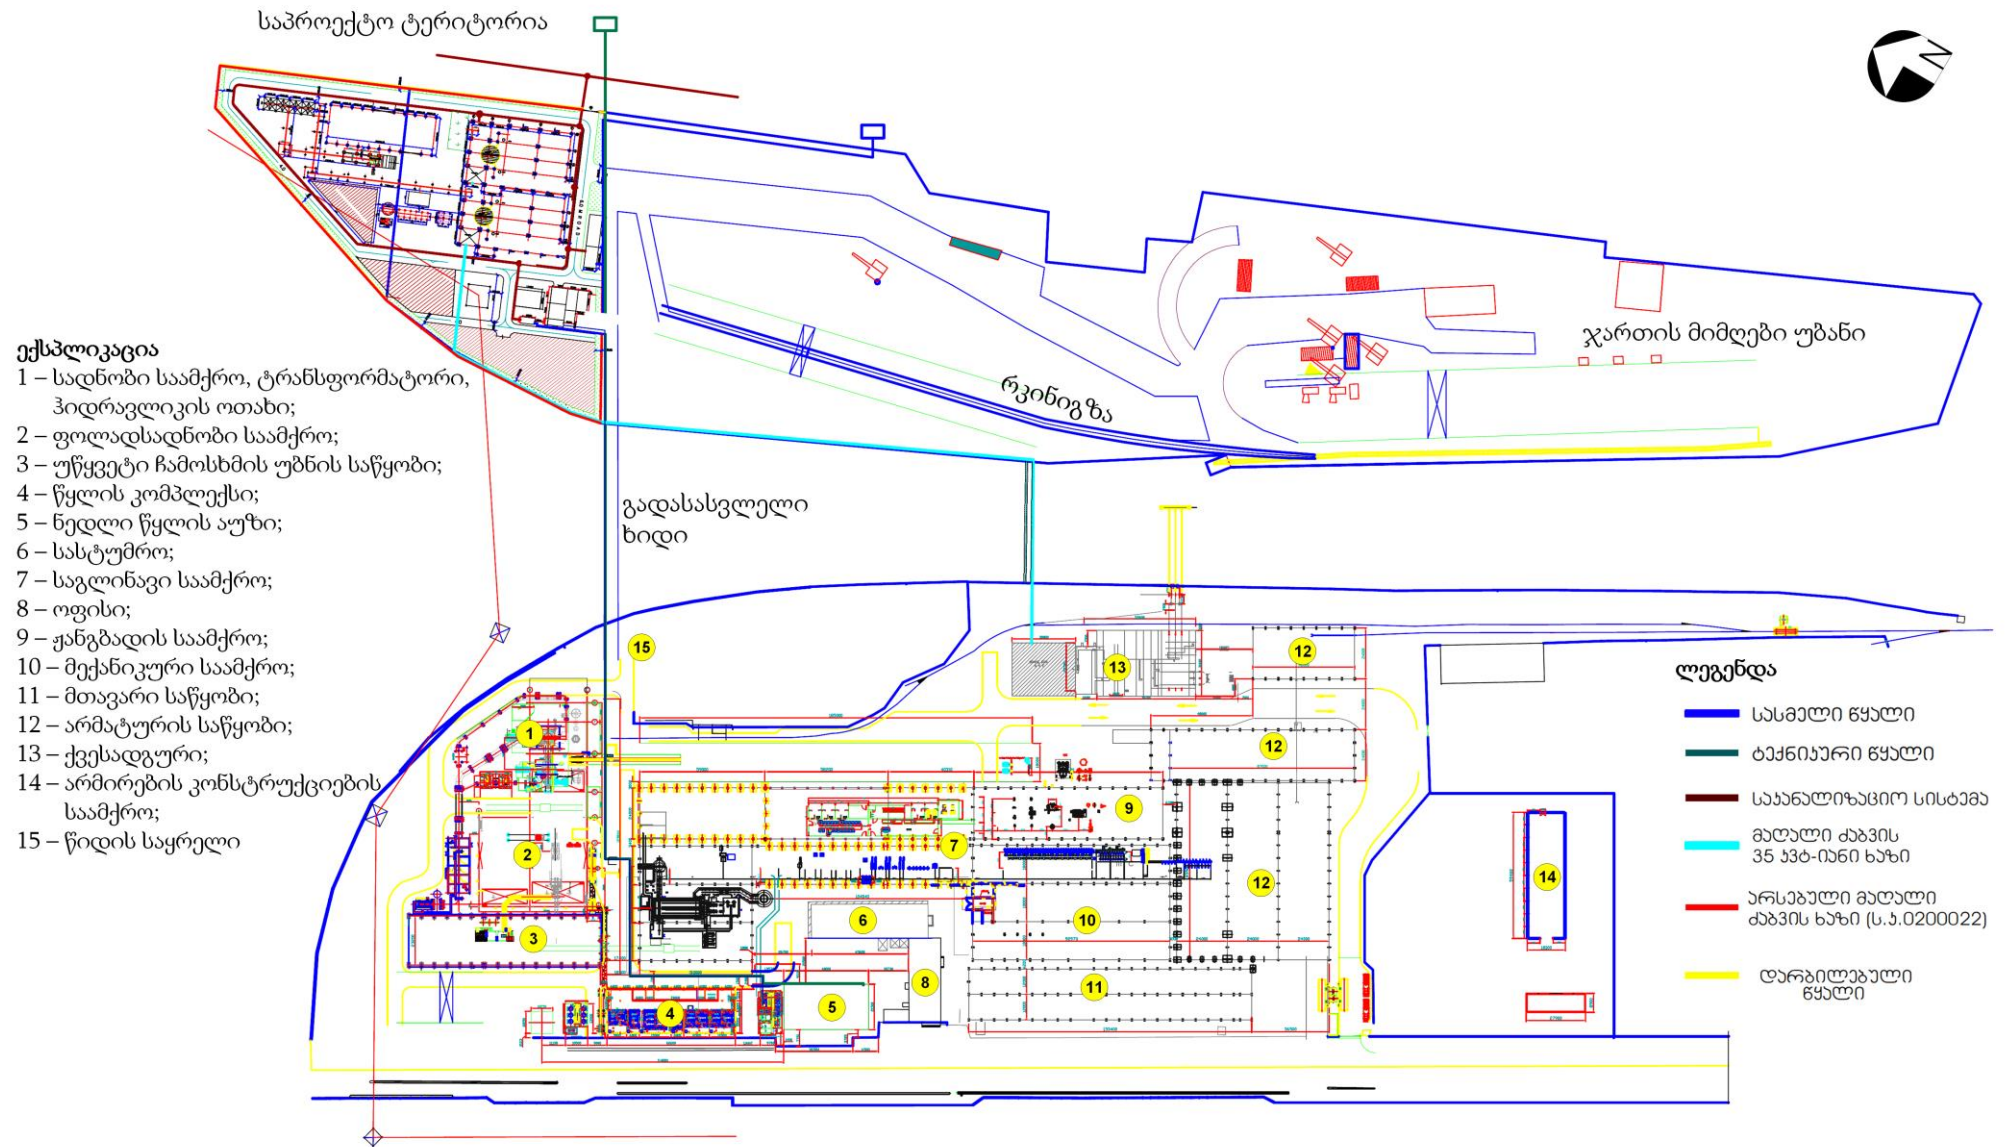 საპროექტო ტერიტორია
N
ექსპლიკაცია
1 – სადნობი საამქრო, ტრანსფორმატორი,
ჰიდრავლიკის ოთახი;
2 – ფოლადსადნობი საამქრო;
3 – უწყვეტი ჩამოსხმის უბნის საწყობი;
4 – წყლის კომპლექსი;
5 – ნედლი წყლის აუზი;
6 – სასტუმრო;
7 – საგლინავი საამქრო;
8 – ოფისი;
9 – ჟანგბადის საამქრო;
10 – მექანიკური საამქრო;
11 – მთავარი საწყობი;
12 – არმატურის საწყობი;
13 – ქვესადგური;
14 – არმირების კონსტრუქციების
საამქრო;
15 – წიდის საყრელი
ჯართის მიმღები უბანი
რკინიგზა
გადასასვლელი
ხიდი
15
13
12
1
12
9
7
2
12
14
6
10
3
8
11
5
4
ლეგენდა
სასმელი წყალი
ტექნიკური წყალი
საკანალიზაციო სისტემა
მაღალი ძაბვის
35 კვტ-იანი ხაზი
არსებული მაღალი
ძაბვის ხაზი (ს.კ.0200022)
დარბილებული
წყალი